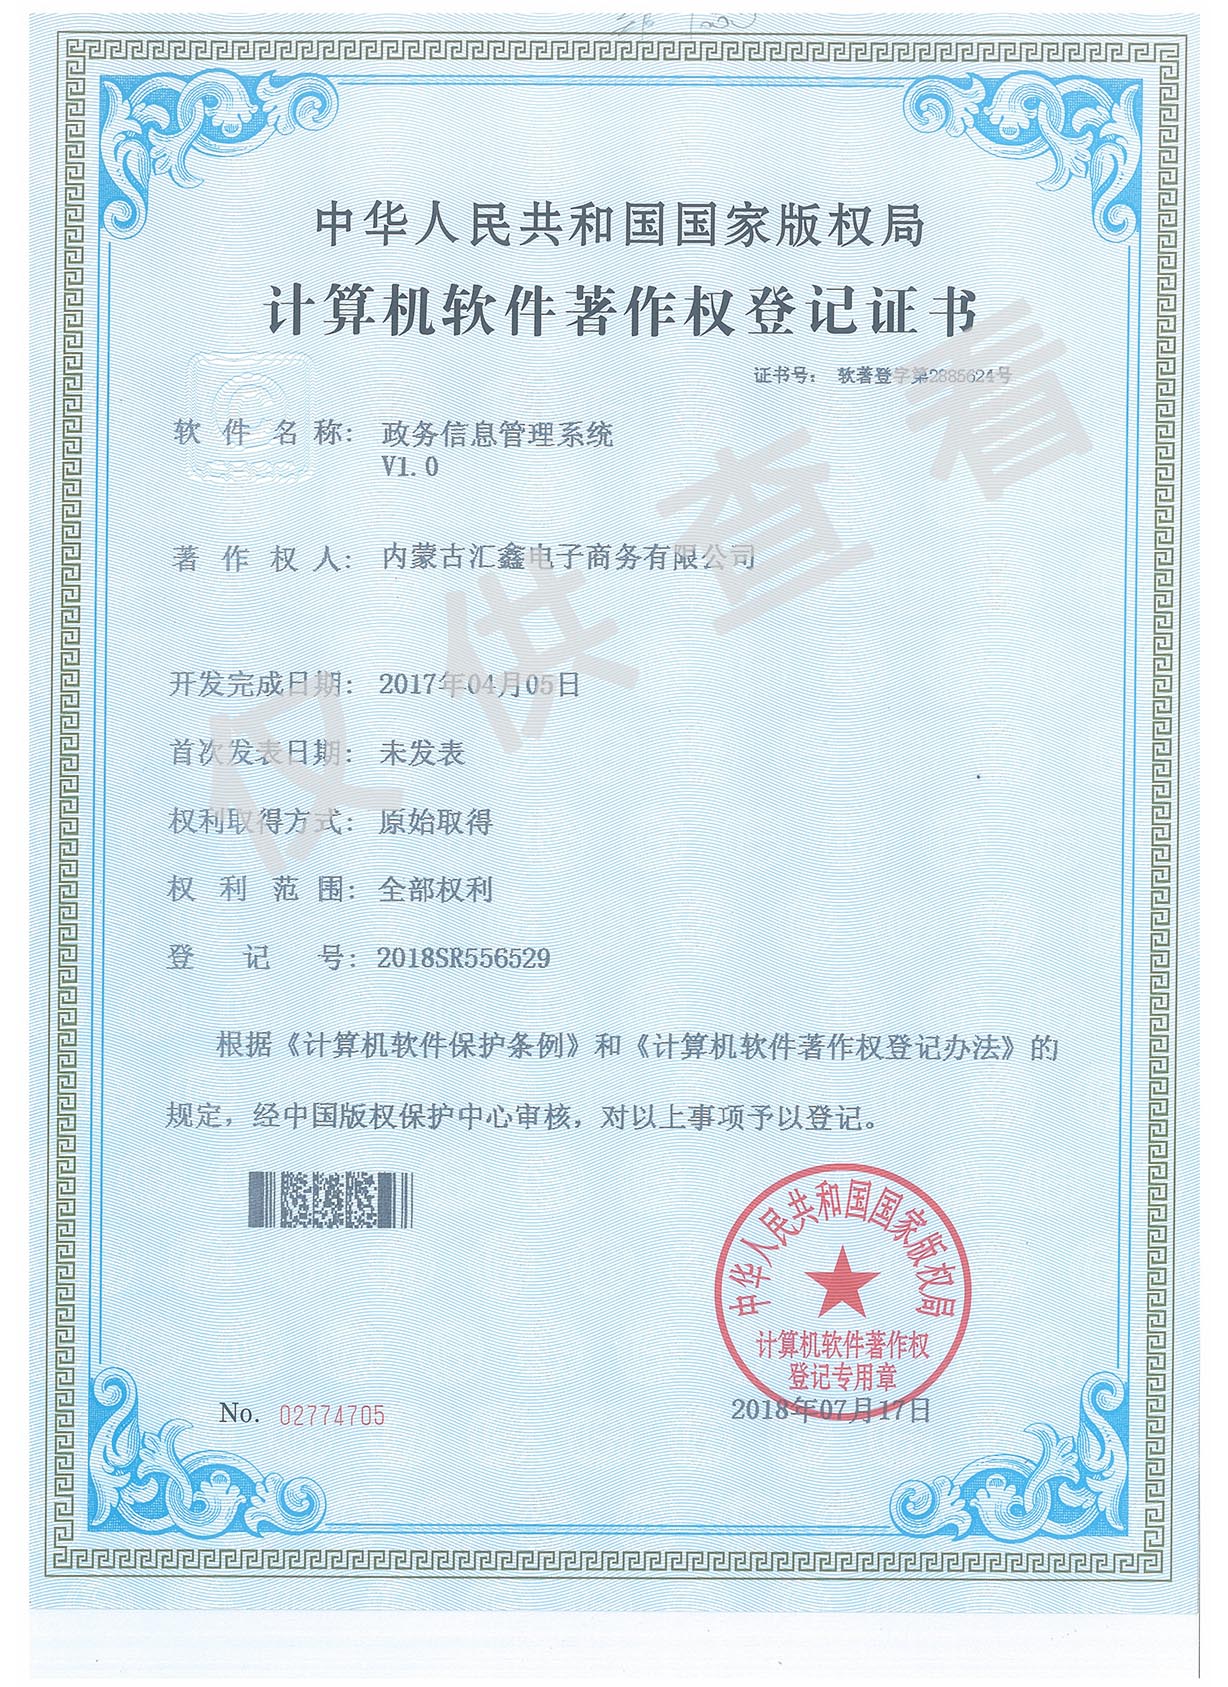 中华人民共和国国家版权局
计算机软件著作权登记证书
证书号： 软著登字第2885624号
软件名称： 政务信息管理系统
V1.0
著作权人： 内蒙古汇鑫电子商务有限公司
开发完成日期： 2017年04月05日
首次发表日期： 未发表
权利取得方式： 原始取得
权利范围： 全部权利
登记号： 2018SR556529
根据《计算机软件保护条例》和《计算机软件著作权登记办法》的
规定，经中国版权保护中心审核，对以上事项予以登记。
中华人民共和国国家版权局
计算机软件著作权
登记专用章
No. 02774705
2018年07月17日
仅供查看